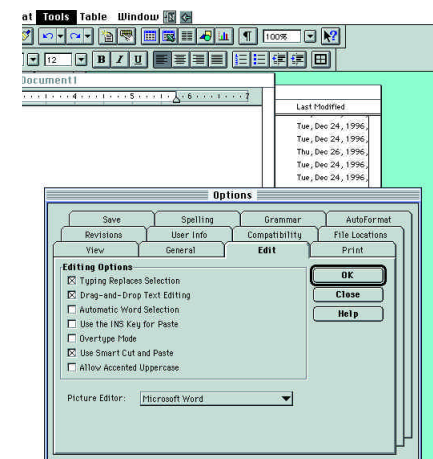 at Tools Table Window
100%
12 B I U
Document1
4 5 6 7
Last Modified
Tue, Dec 24, 1996,
Tue, Dec 24, 1996,
Thu, Dec 26, 1996,
Tue, Dec 24, 1996,
Tue, Dec 24, 1996,
Options
Save Spelling Grammar AutoFormat
Revisions User Info Compatibility File Locations
View General Edit Print
Editing Options
Typing Replaces Selection
Drag-and-Drop Text Editing
Automatic Word Selection
Use the INS Key for Paste
Overtype Mode
Use Smart Cut and Paste
Allow Accented Uppercase
OK
Close
Help
Picture Editor: Microsoft Word